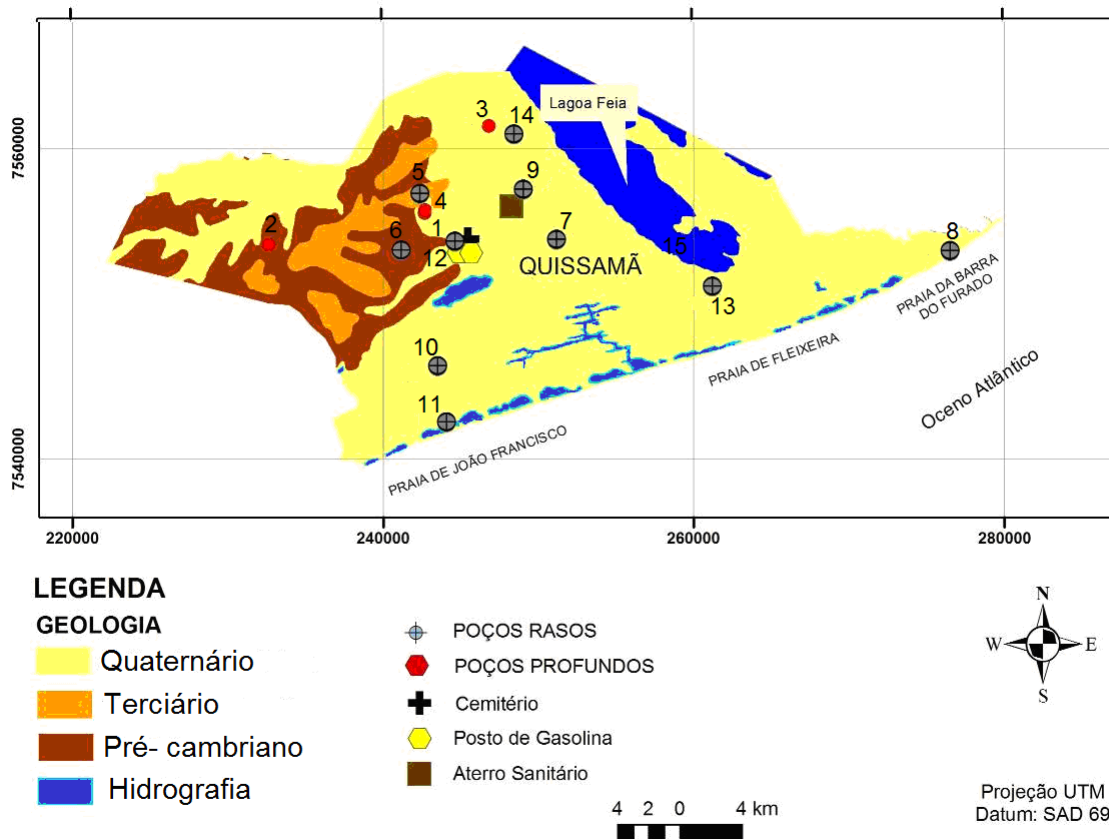 3
14
Lagoa Feia
7560000
5
9
4
2
1
6
7
8
12
15
QUISSAMÃ
13
PRAIA DA BARRA
DO FURADO
10
PRAIA DE FLEIXEIRA
11
Oceno Atlântico
PRAIA DE JOÃO FRANCISCO
7540000
220000
240000
260000
280000
LEGENDA
GEOLOGIA
Quaternário
Terciário
Pré- cambriano
Hidrografia
POÇOS RASOS
POÇOS PROFUNDOS
Cemitério
Posto de Gasolina
Aterro Sanitário
N
W
E
S
4 2 0 4 km
Projeção UTM
Datum: SAD 69